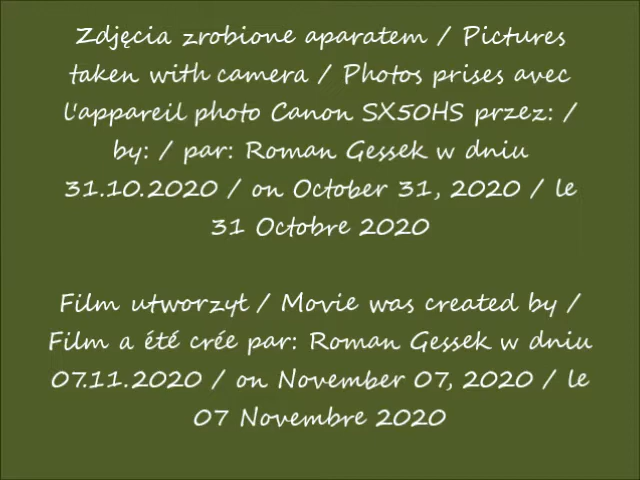 Zdjęcia zrobione aparatem / Pictures
taken with camera / Photos prises avec
l'appareil photo Canon SX50HS przez: /
by: / par: Roman Gessek w dniu
31.10.2020 / on October 31, 2020 / le
31 Octobre 2020
Film utworzył / Movie was created by /
Film a été crée par: Roman Gessek w dniu
07.11.2020 / on November 07, 2020 / le
07 Novembre 2020